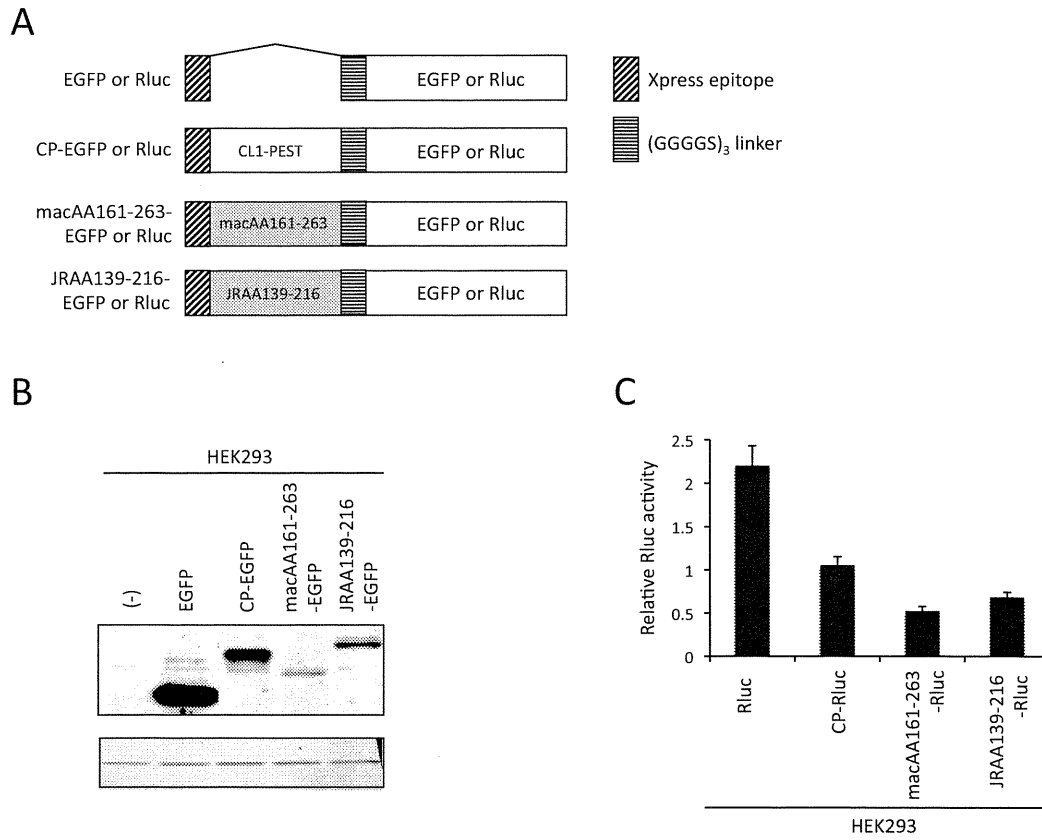 A
EGFP or Rluc
EGFP or Rluc
Xpress epitope
(GGGGS)3 linker
CP-EGFP or Rluc
CL1-PEST
EGFP or Rluc
macAA161-263-
EGFP or Rluc
macAA161-263
EGFP or Rluc
JRAA139-216-
EGFP or Rluc
JRAA139-216
EGFP or Rluc
B
HEK293
(-)
EGFP
CP-EGFP
macAA161-263
-EGFP
JRAA139-216
-EGFP
C
Relative Rluc activity
2.5
2
1.5
1
0.5
0
Rluc
CP-Rluc
macAA161-263
-Rluc
JRAA139-216
-Rluc
HEK293